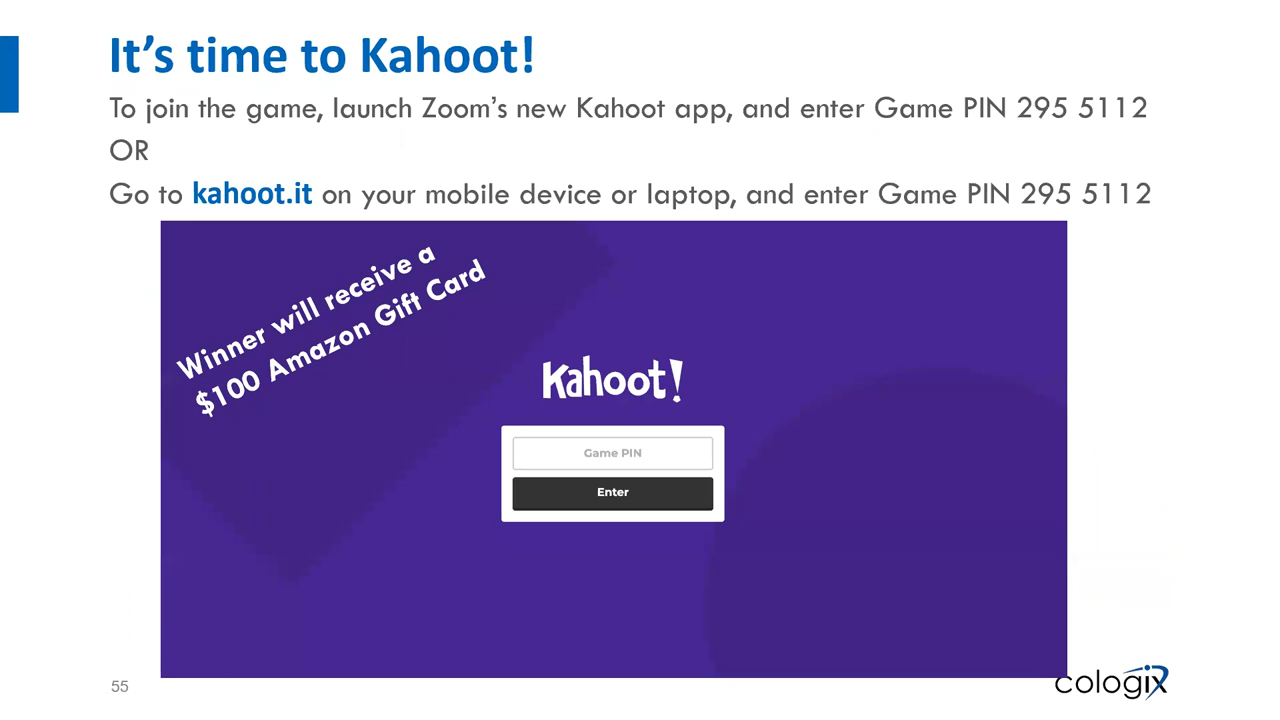 It’s time to Kahoot!
To join the game, launch Zoom’s new Kahoot app, and enter Game PIN 295 5112
OR
Go to kahoot.it on your mobile device or laptop, and enter Game PIN 295 5112
Winner will receive a
$100 Amazon Gift Card
Kahoot!
Game PIN
Enter
55
cologix